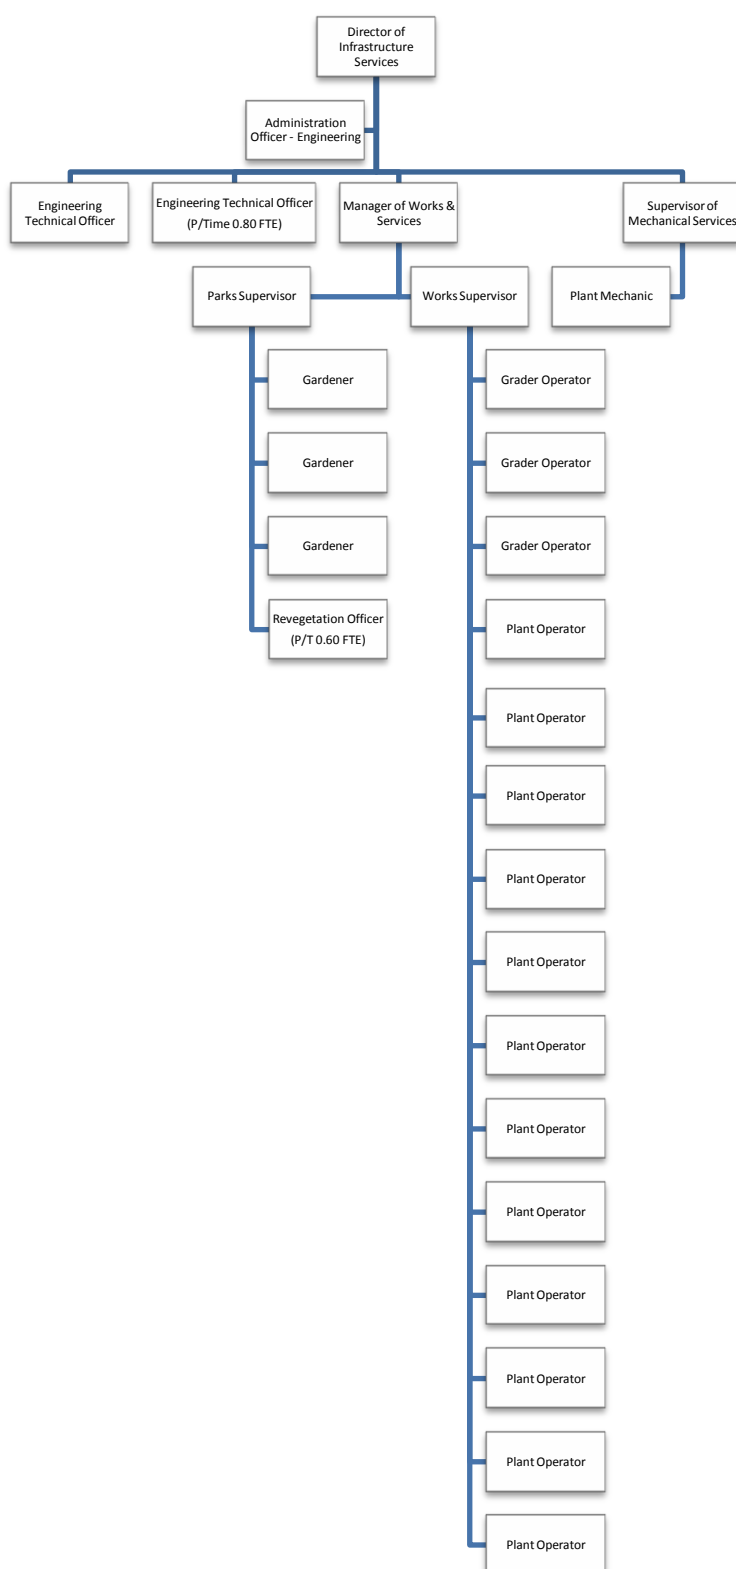 Director of
Infrastructure
Services
Administration
Officer - Engineering
Engineering
Technical Officer
Engineering Technical Officer
(P/Time 0.80 FTE)
Manager of Works &
Services
Supervisor of
Mechanical Services
Parks Supervisor
Works Supervisor
Plant Mechanic
Gardener
Grader Operator
Gardener
Grader Operator
Gardener
Grader Operator
Revegetation Officer
(P/T 0.60 FTE)
Plant Operator
Plant Operator
Plant Operator
Plant Operator
Plant Operator
Plant Operator
Plant Operator
Plant Operator
Plant Operator
Plant Operator
Plant Operator
Plant Operator